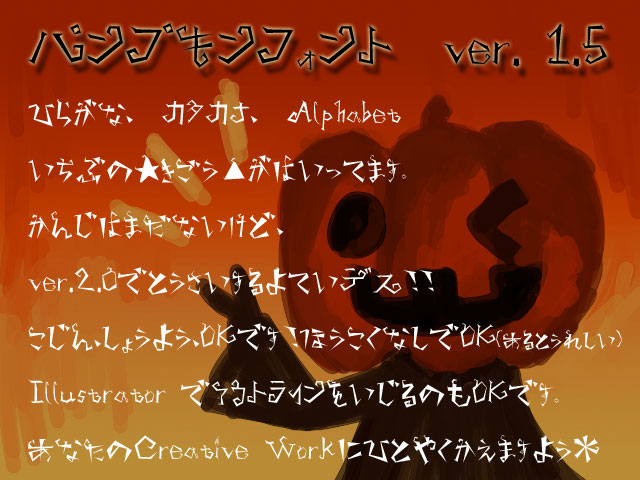 パンプもンフォント ver. 1.5
ひらがな、 カタカナ、 Alphabet
いちぶの★きごう▲がはいってます。
かんじはまだないけど、
ver.2.0でとうさいするよていデス!!
こじん、しょうよう、OKです!ほうこくなしでOK(あるとうれしい)
Illustrator でアウトラインをいじるのもOKです。
あなたのCreative Workにひとやくかえますよう*